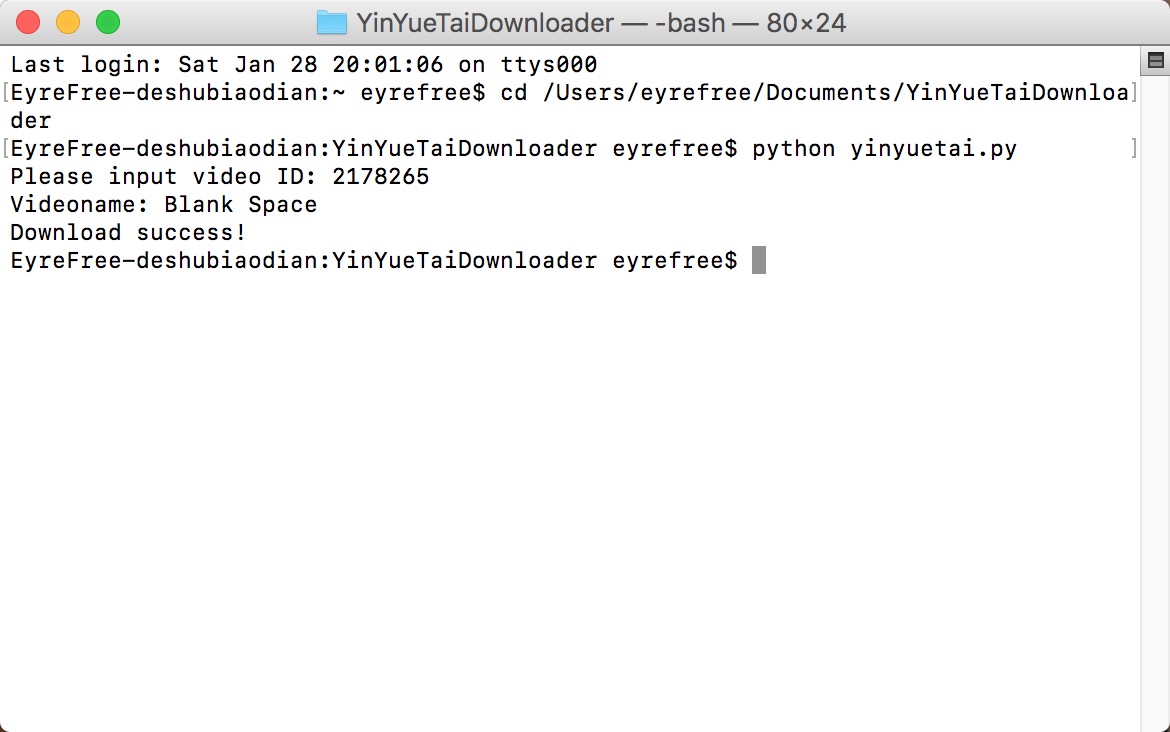 YinYueTaiDownloader — -bash — 80×24
Last login: Sat Jan 28 20:01:06 on ttys000
[EyreFree-deshubiaodian:~ eyrefree$ cd /Users/eyrefree/Documents/YinYueTaiDownloa]
der
[EyreFree-deshubiaodian:YinYueTaiDownloader eyrefree$ python yinyuetai.py ]
Please input video ID: 2178265
Videoname: Blank Space
Download success!
EyreFree-deshubiaodian:YinYueTaiDownloader eyrefree$